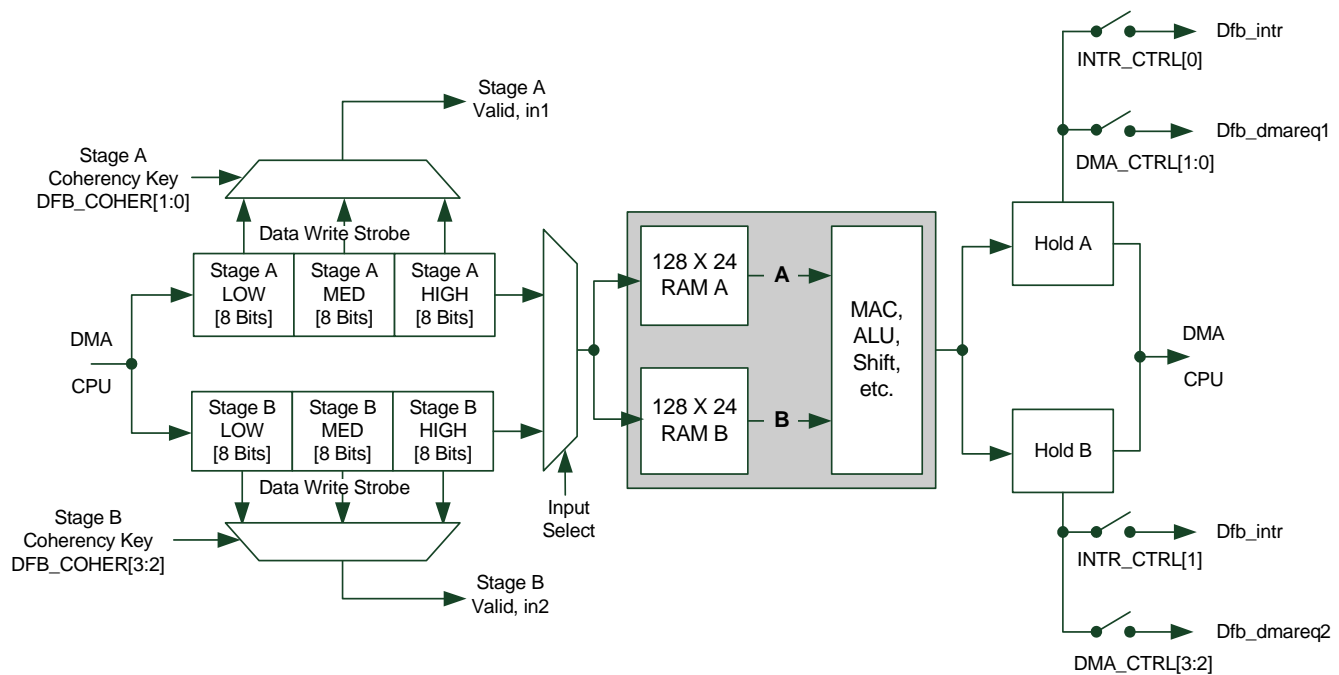 Dfb_intr
INTR_CTRL[0]
Stage A
Valid, in1
Dfb_dmareq1
DMA_CTRL[1:0]
Stage A
Coherency Key
DFB_COHER[1:0]
Data Write Strobe
Stage A
LOW
[8 Bits]
Stage A
MED
[8 Bits]
Stage A
HIGH
[8 Bits]
128 X 24
RAM A
A
MAC,
ALU,
Shift,
etc.
Hold A
DMA
CPU
DMA
CPU
Stage B
LOW
[8 Bits]
Stage B
MED
[8 Bits]
Stage B
HIGH
[8 Bits]
128 X 24
RAM B
B
Hold B
Data Write Strobe
Input
Select
Stage B
Coherency Key
DFB_COHER[3:2]
Stage B
Valid, in2
Dfb_intr
INTR_CTRL[1]
Dfb_dmareq2
DMA_CTRL[3:2]